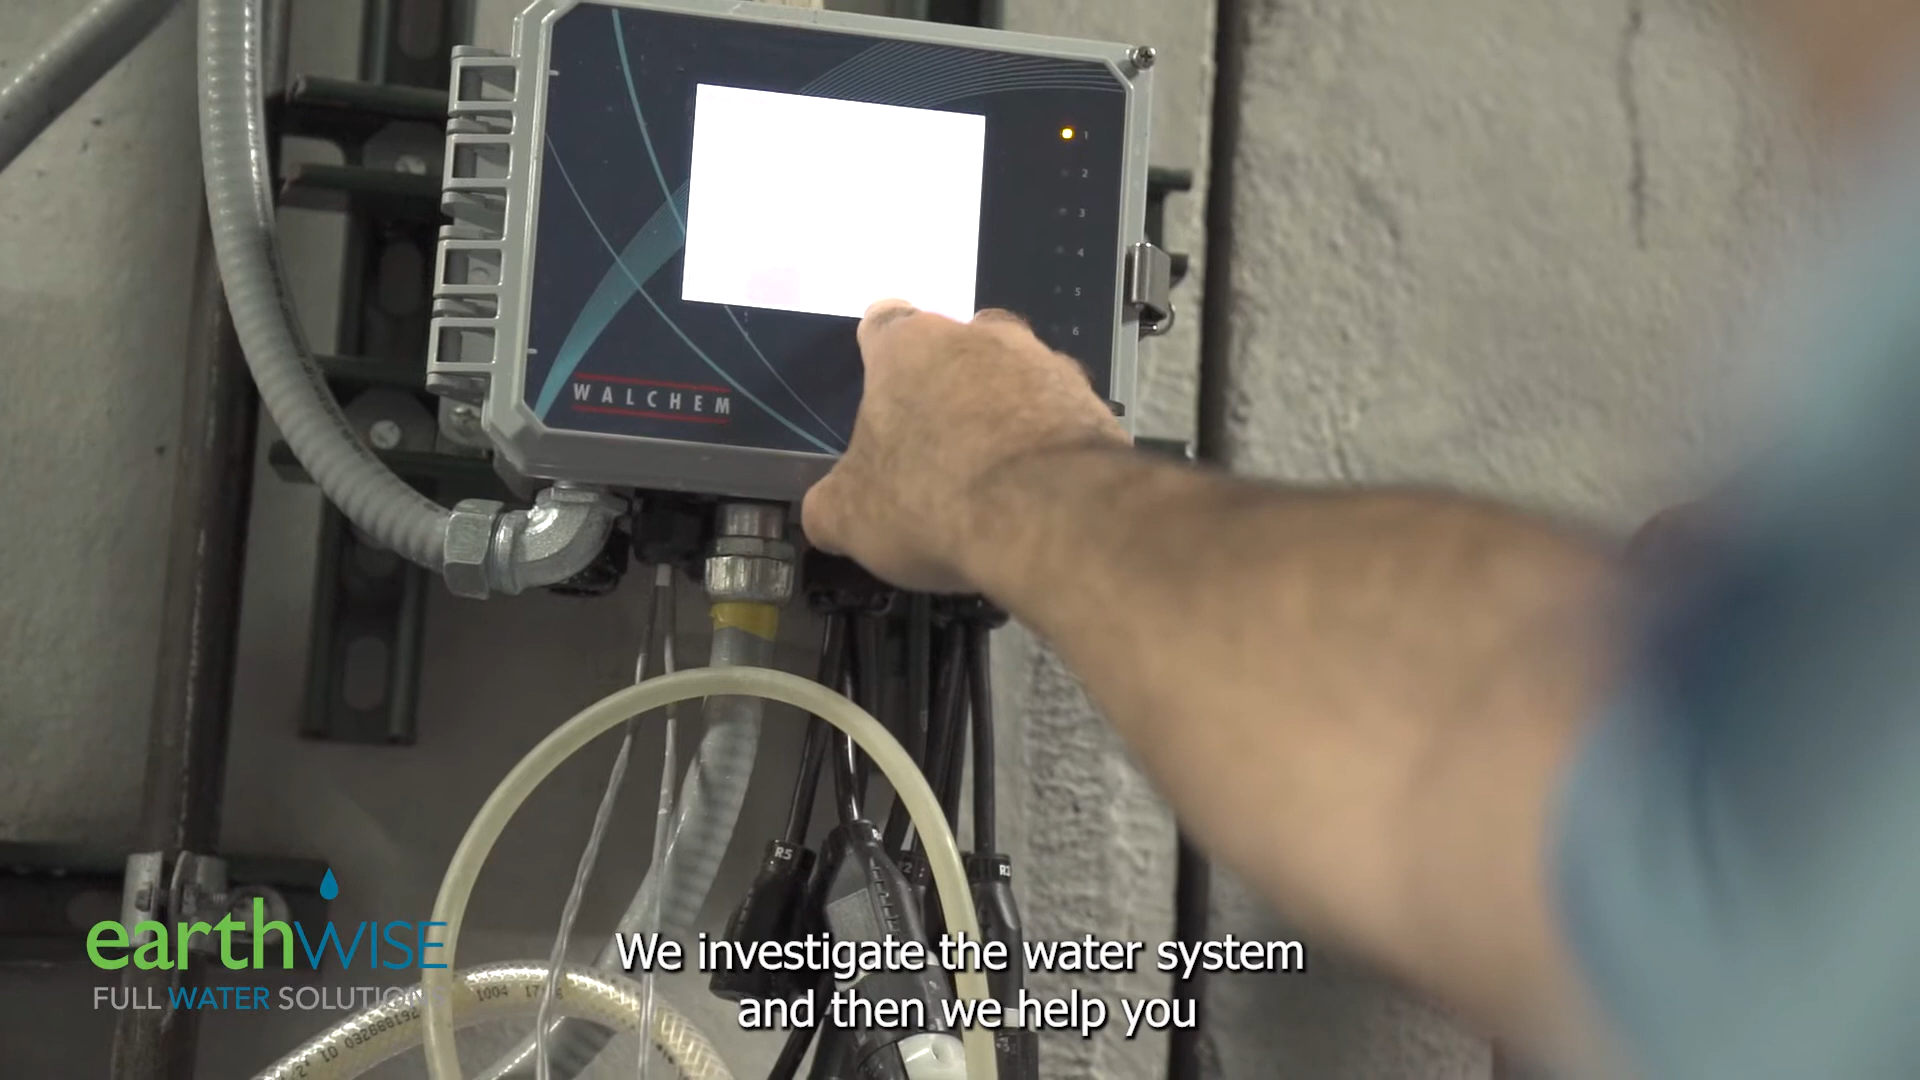 1
2
3
4
5
6
WALCHEM
R5
earthWISE
FULL WATER SOLUTIONS
We investigate the water system
and then we help you